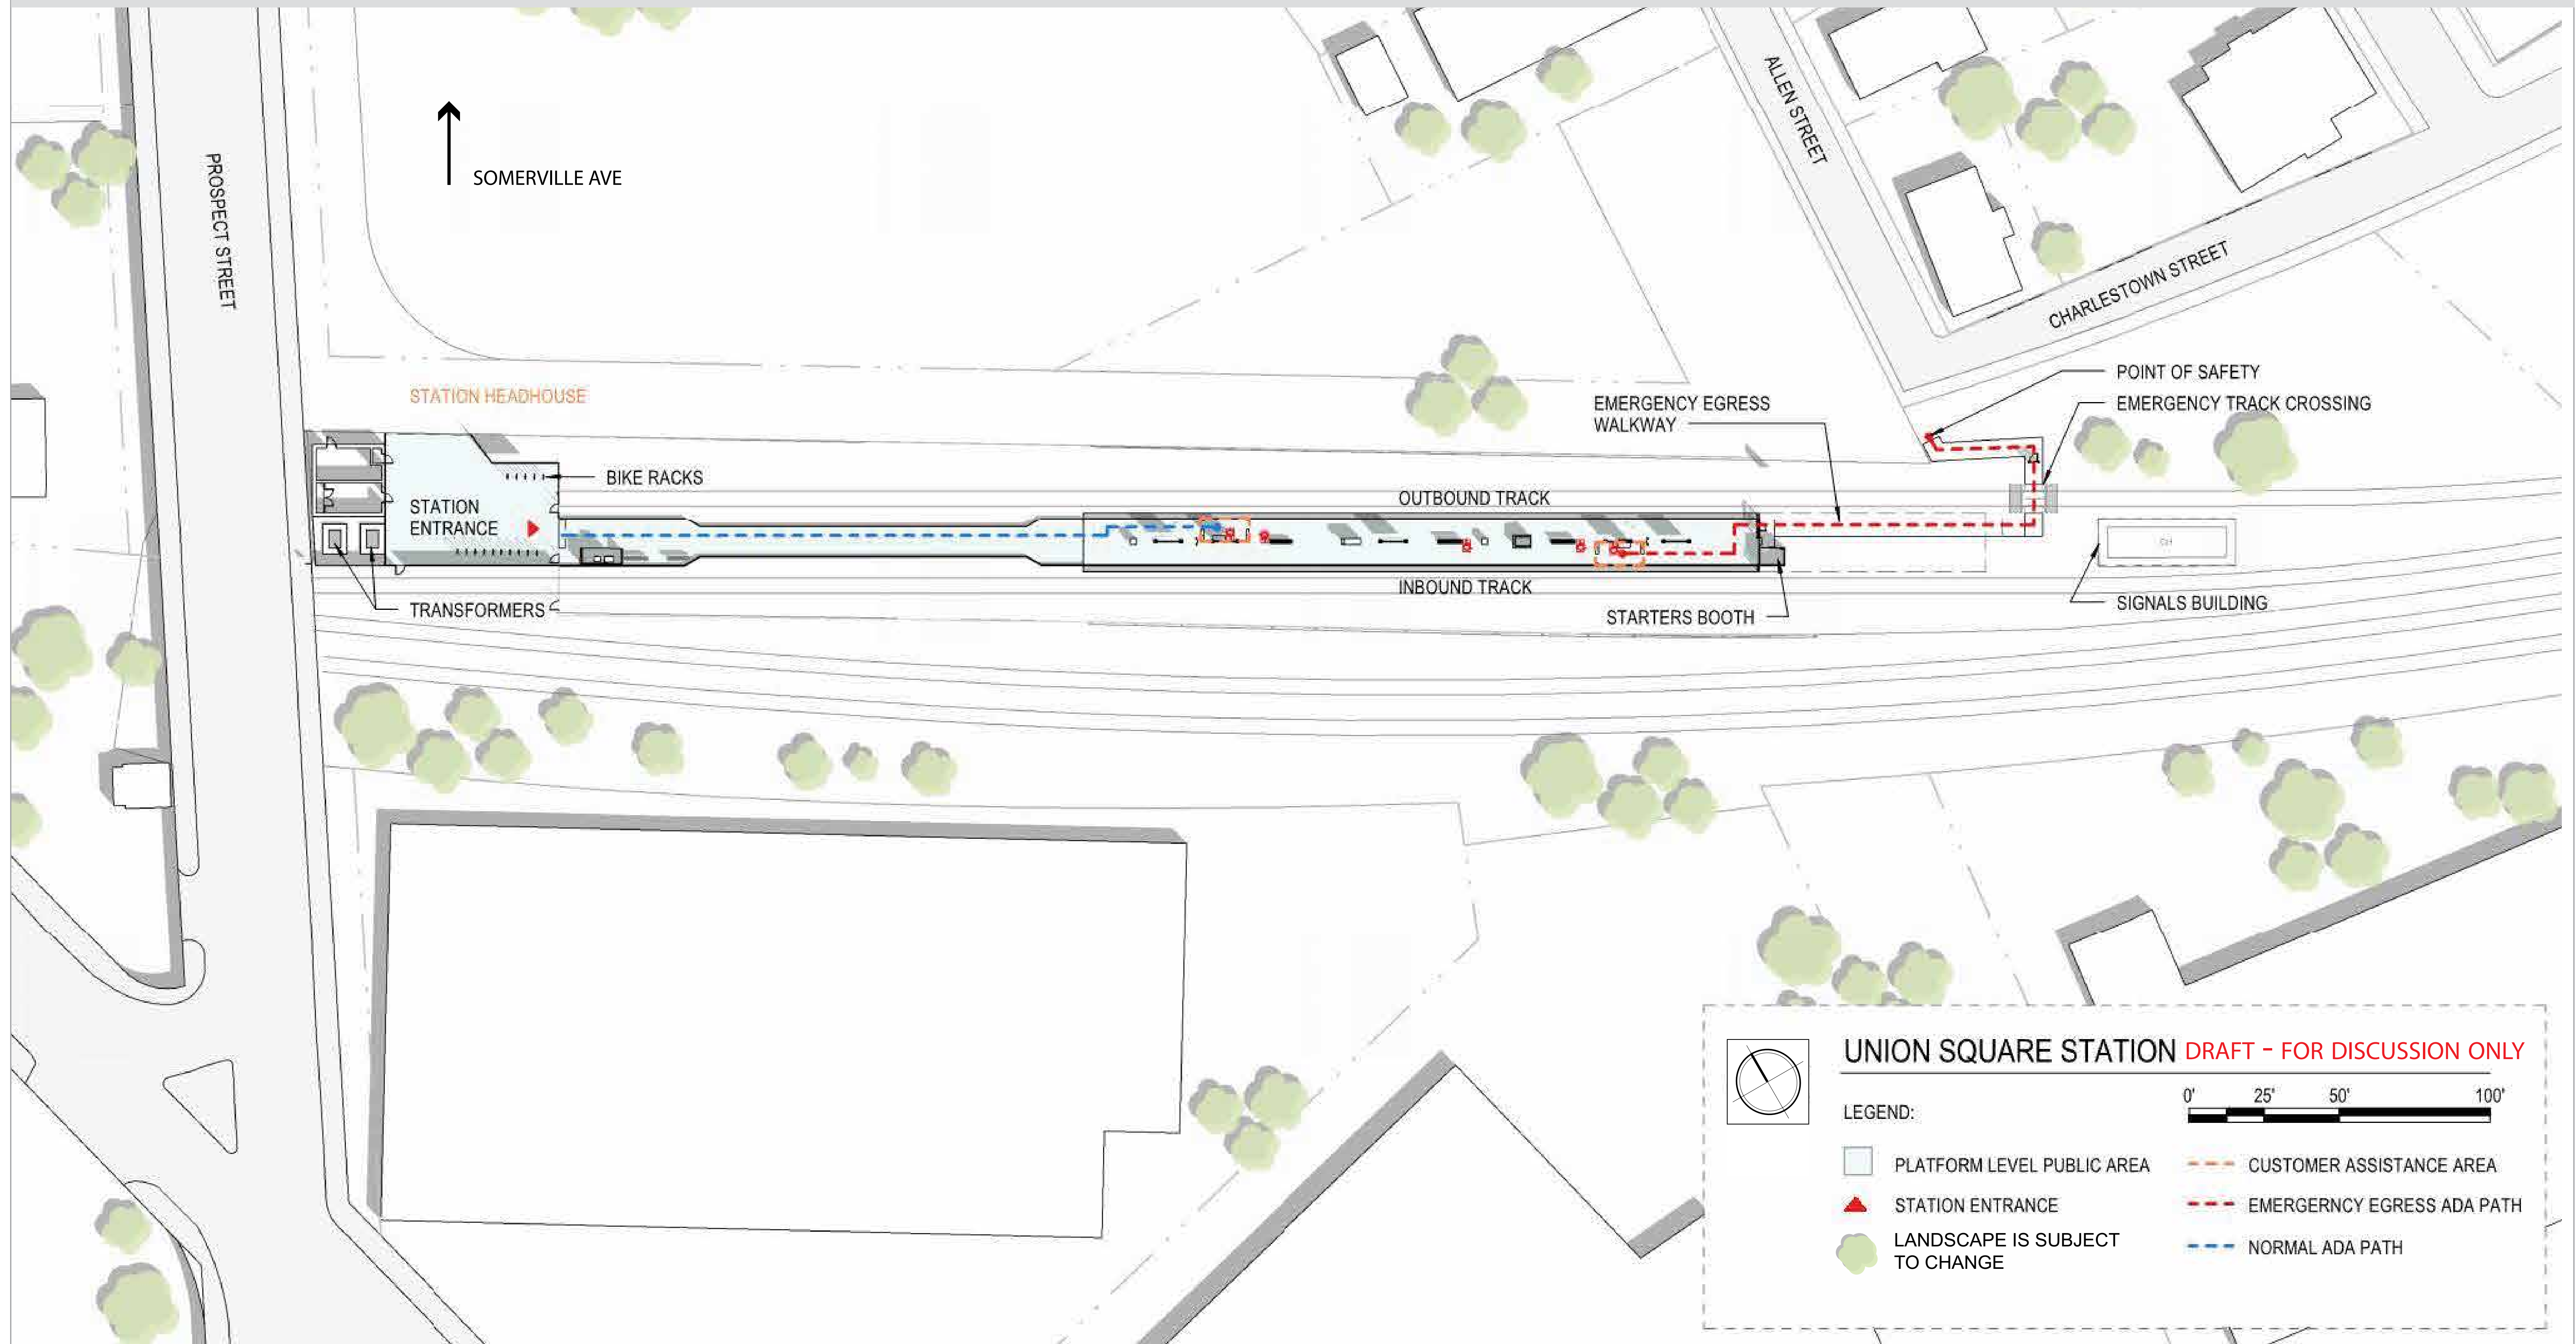 PROSPECT STREET
SOMERVILLE AVE
ALLEN STREET
CHARLESTOWN STREET
STATION HEADHOUSE
POINT OF SAFETY
EMERGENCY TRACK CROSSING
EMERGENCY EGRESS
WALKWAY
BIKE RACKS
OUTBOUND TRACK
STATION
ENTRANCE
INBOUND TRACK
TRANSFORMERS
STARTERS BOOTH
SIGNALS BUILDING
UNION SQUARE STATION DRAFT - FOR DISCUSSION ONLY
LEGEND:
0' 25' 50' 100'
PLATFORM LEVEL PUBLIC AREA
CUSTOMER ASSISTANCE AREA
STATION ENTRANCE
EMERGERNCY EGRESS ADA PATH
LANDSCAPE IS SUBJECT
TO CHANGE
NORMAL ADA PATH